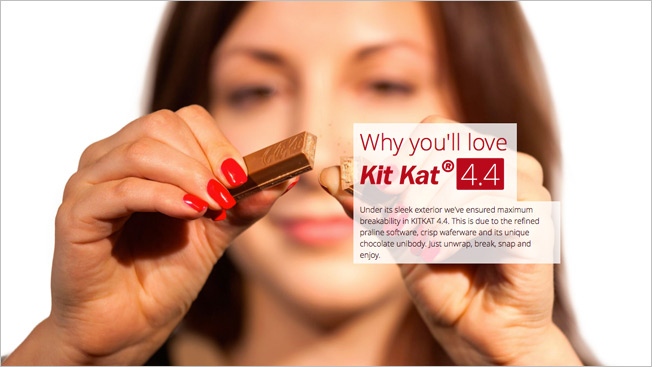 Why you'll love
Kit Kat® 4.4
Under its sleek exterior we've ensured maximum
breakability in KITKAT 4.4. This is due to the refined
praline software, crisp waferware and its unique
chocolate unibody. Just unwrap, break, snap and
enjoy.